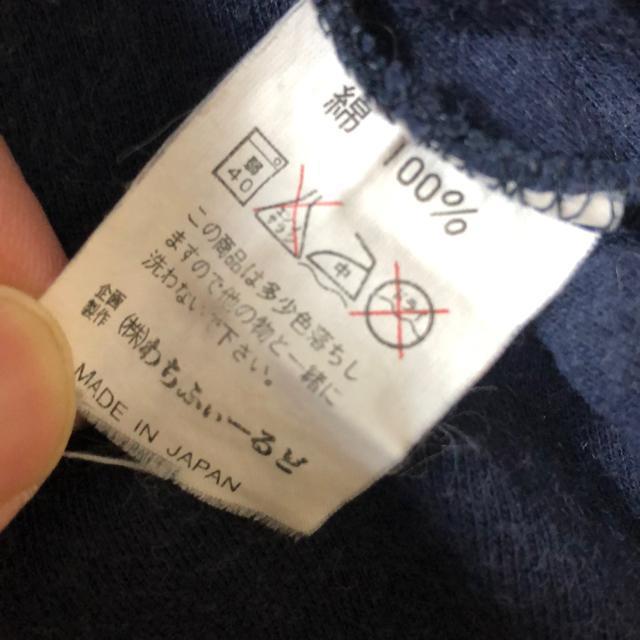 綿 100%
40
中
この商品は多少色落らし
ますので他の物と一緒に
洗わないで下さい。
企画
製作 (株)わちふぃーるど
MADE IN JAPAN